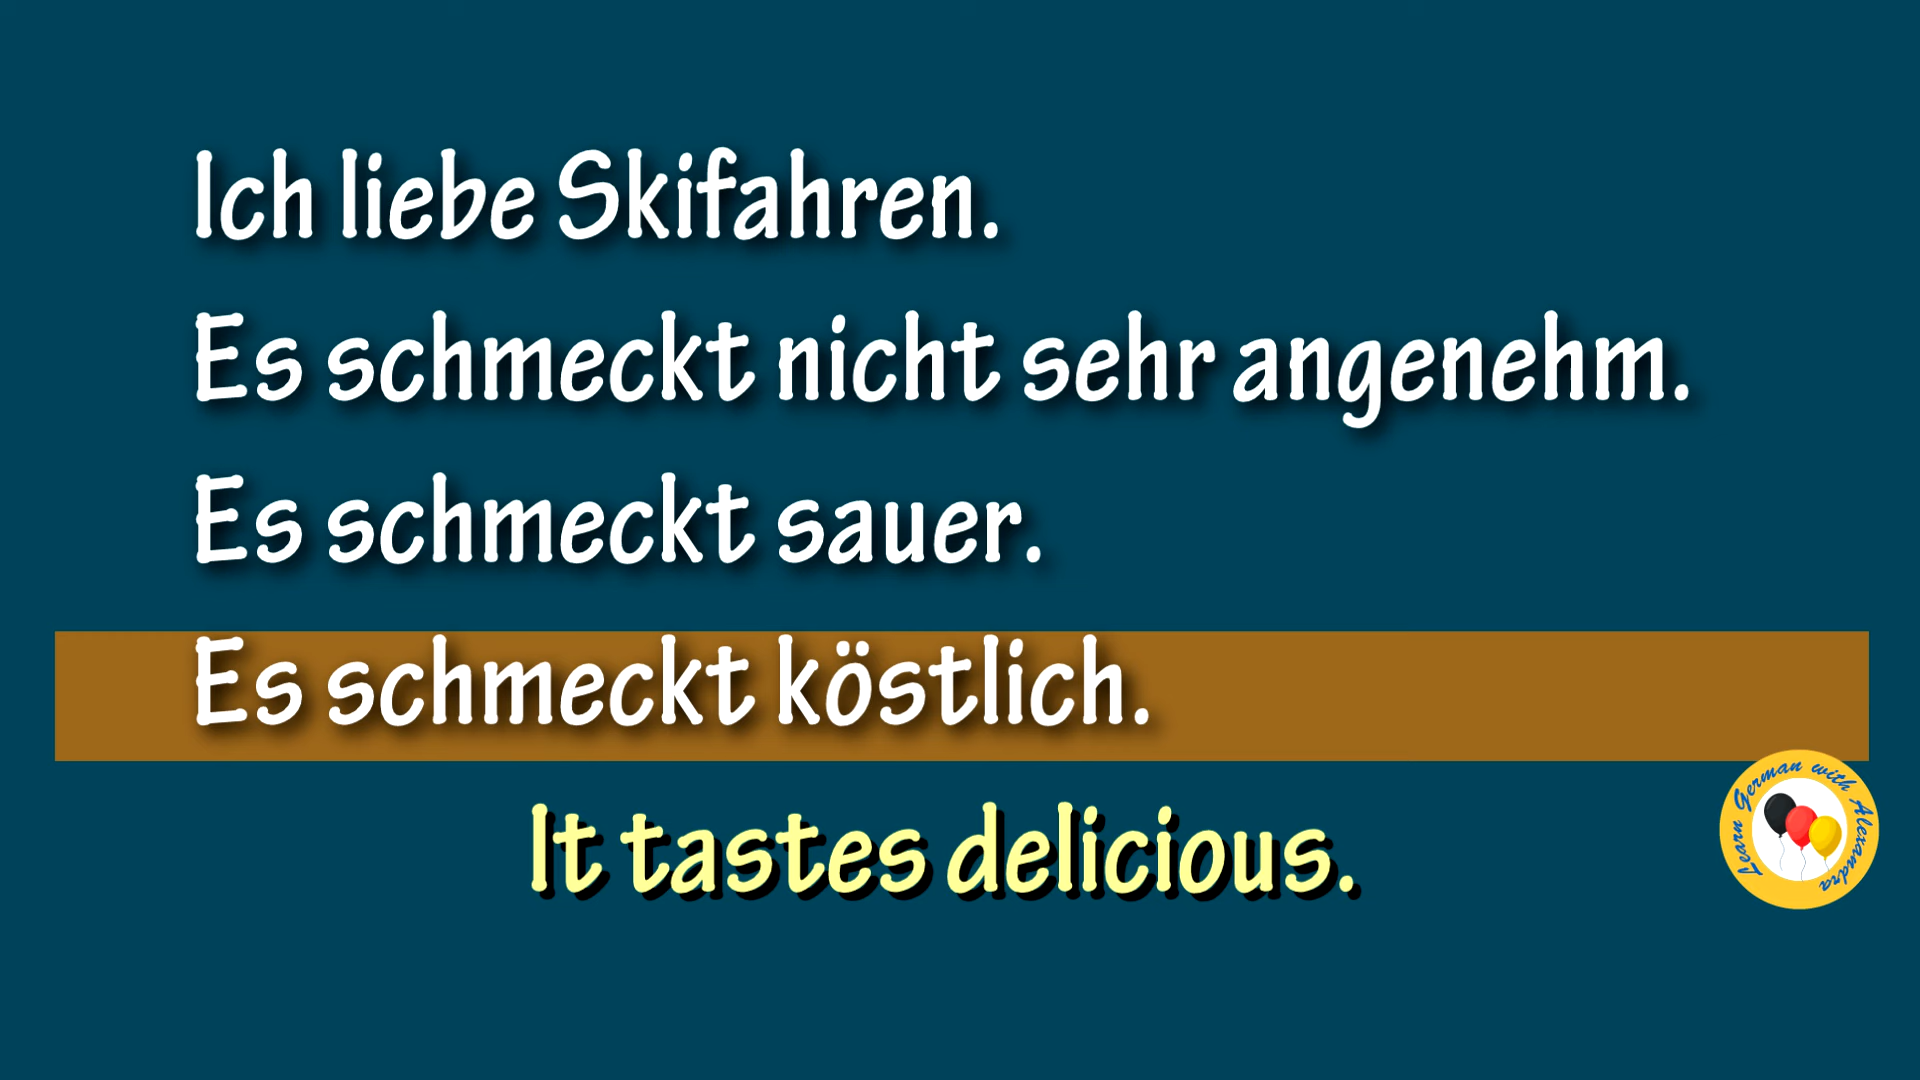 Ich liebe Skifahren.
Es schmeckt nicht sehr angenehm.
Es schmeckt sauer.
Es schmeckt köstlich.
It tastes delicious.
Learn German with Alexandra